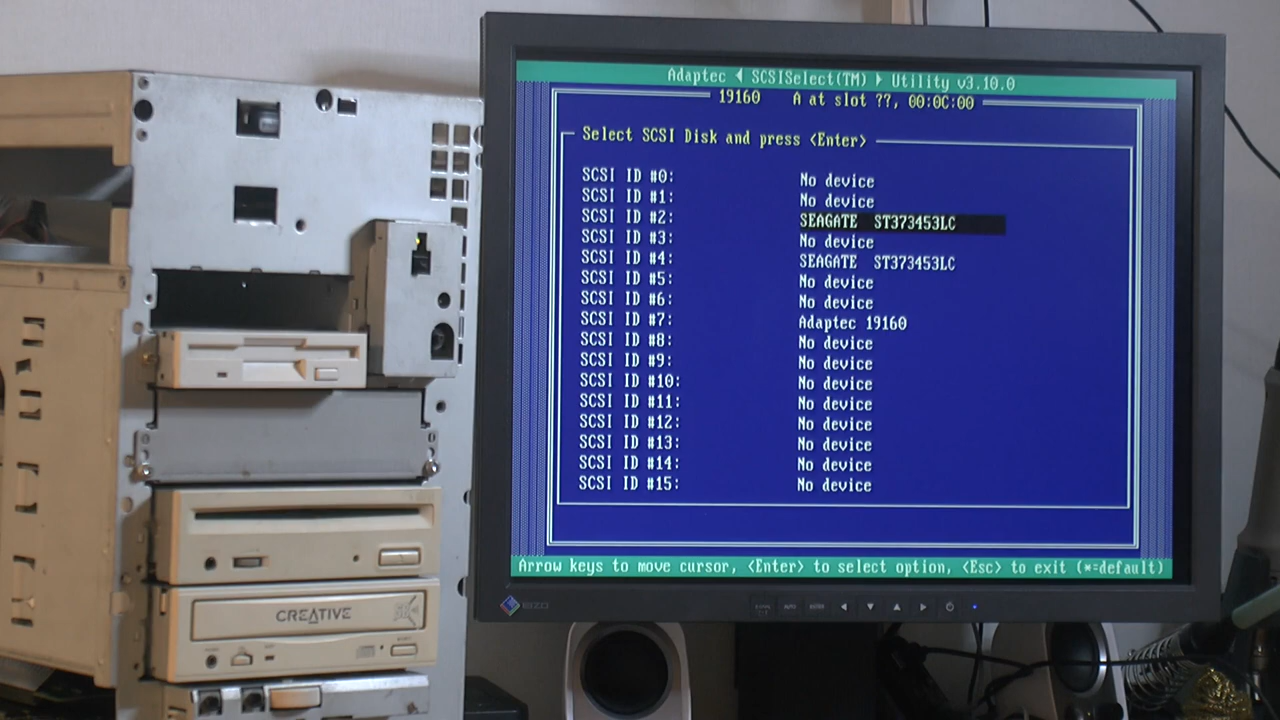 Adaptec ◄ SCSISelect(TM) ► Utility v3.10.0
19160 A at slot ??, 00:0C:00
Select SCSI Disk and press <Enter>
SCSI ID #0: No device
SCSI ID #1: No device
SCSI ID #2: SEAGATE ST373453LC
SCSI ID #3: No device
SCSI ID #4: SEAGATE ST373453LC
SCSI ID #5: No device
SCSI ID #6: No device
SCSI ID #7: Adaptec 19160
SCSI ID #8: No device
SCSI ID #9: No device
SCSI ID #10: No device
SCSI ID #11: No device
SCSI ID #12: No device
SCSI ID #13: No device
SCSI ID #14: No device
SCSI ID #15: No device
Arrow keys to move cursor, <Enter> to select option, <Esc> to exit (*=default)
EIZO
AUTO
ENTER
CREATIVE